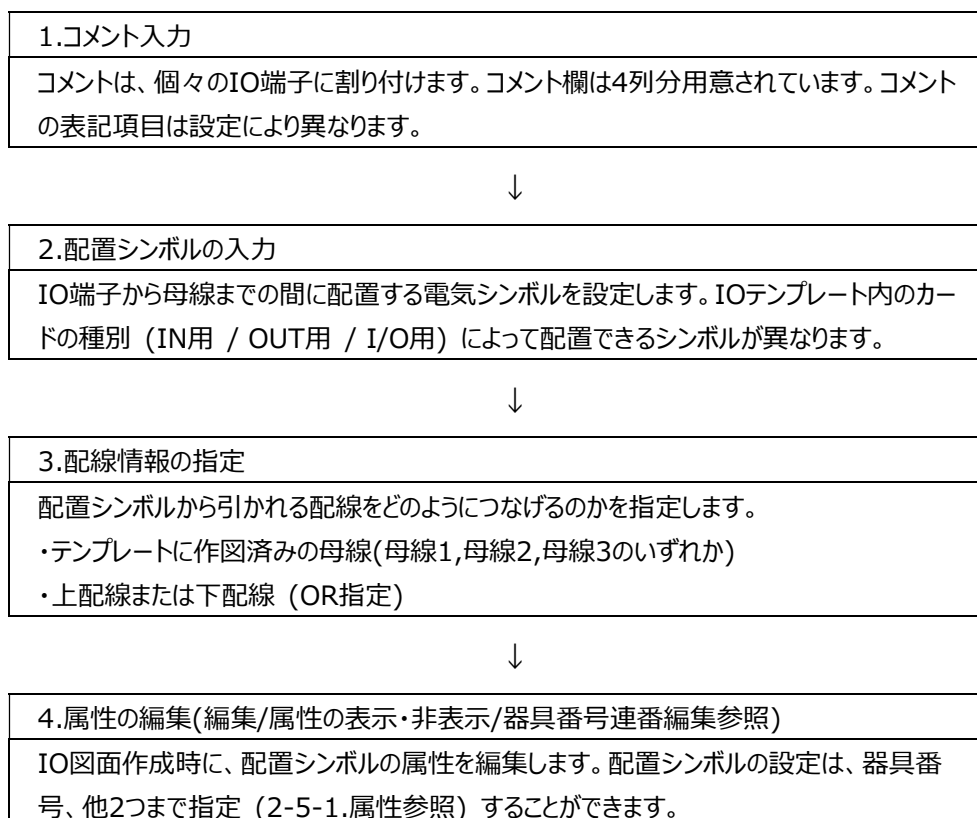 1.コメント入力
コメントは、個々のIO端子に割り付けます。コメント欄は4列分用意されています。コメント
の表記項目は設定により異なります。
↓
2.配置シンボルの入力
IO端子から母線までの間に配置する電気シンボルを設定します。IOテンプレート内のカー
ドの種別 (IN用 / OUT用 / I/O用) によって配置できるシンボルが異なります。
↓
3.配線情報の指定
配置シンボルから引かれる配線をどのようにつなげるのかを指定します。
・テンプレートに作図済みの母線(母線1,母線2,母線3のいずれか)
・上配線または下配線 (OR指定)
↓
4.属性の編集(編集/属性の表示・非表示/器具番号連番編集参照)
IO図面作成時に、配置シンボルの属性を編集します。配置シンボルの設定は、器具番
号、他2つまで指定 (2-5-1.属性参照) することができます。